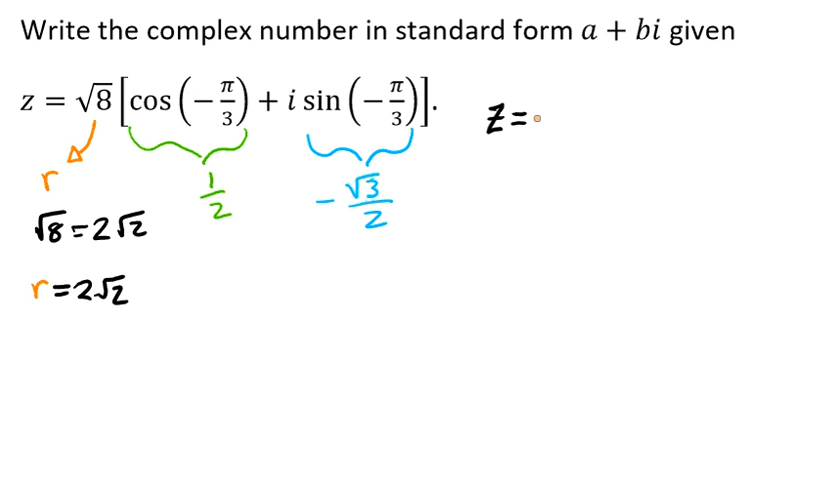 Write the complex number in standard form a + bi given
z = √8 [cos (−π/3) + i sin (−π/3)].
z =
r
1/2
−√3/2
√8 = 2√2
r = 2√2